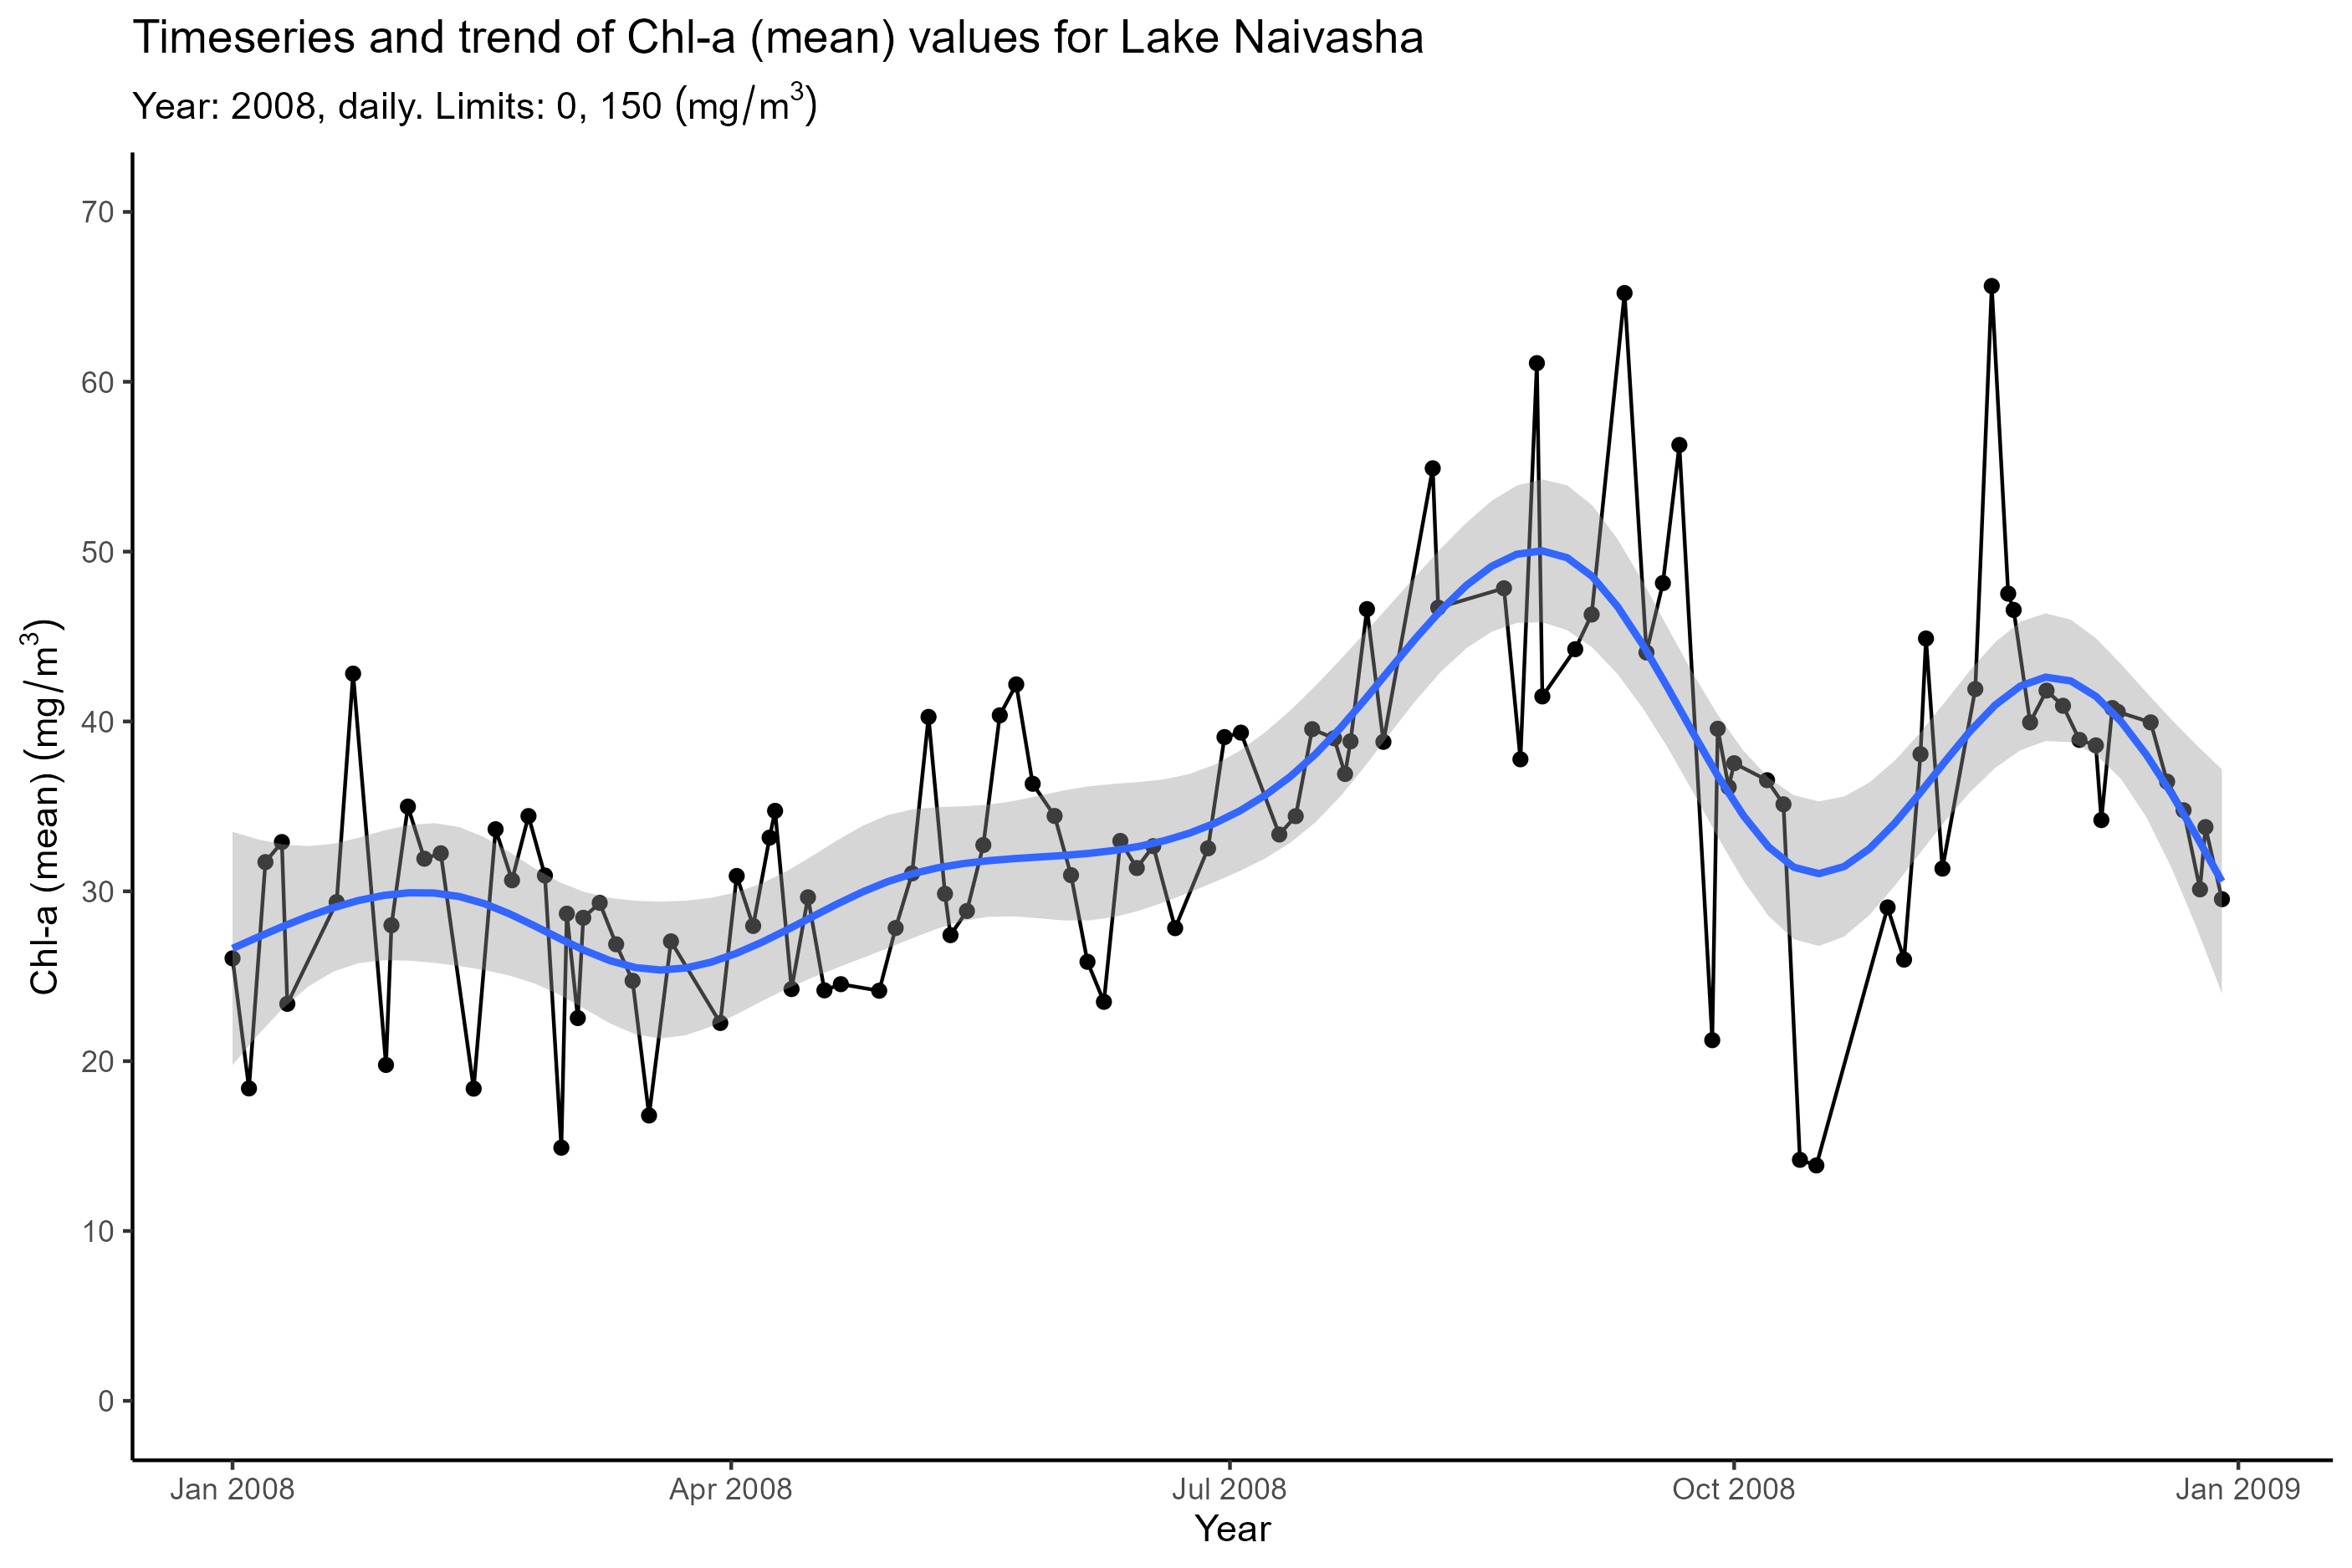 Timeseries and trend of Chl-a (mean) values for Lake Naivasha
Year: 2008, daily. Limits: 0, 150 (mg/m³)
70
60
50
40
30
20
10
0
Chl-a (mean) (mg/m³)
Jan 2008 Apr 2008 Jul 2008 Oct 2008 Jan 2009
Year